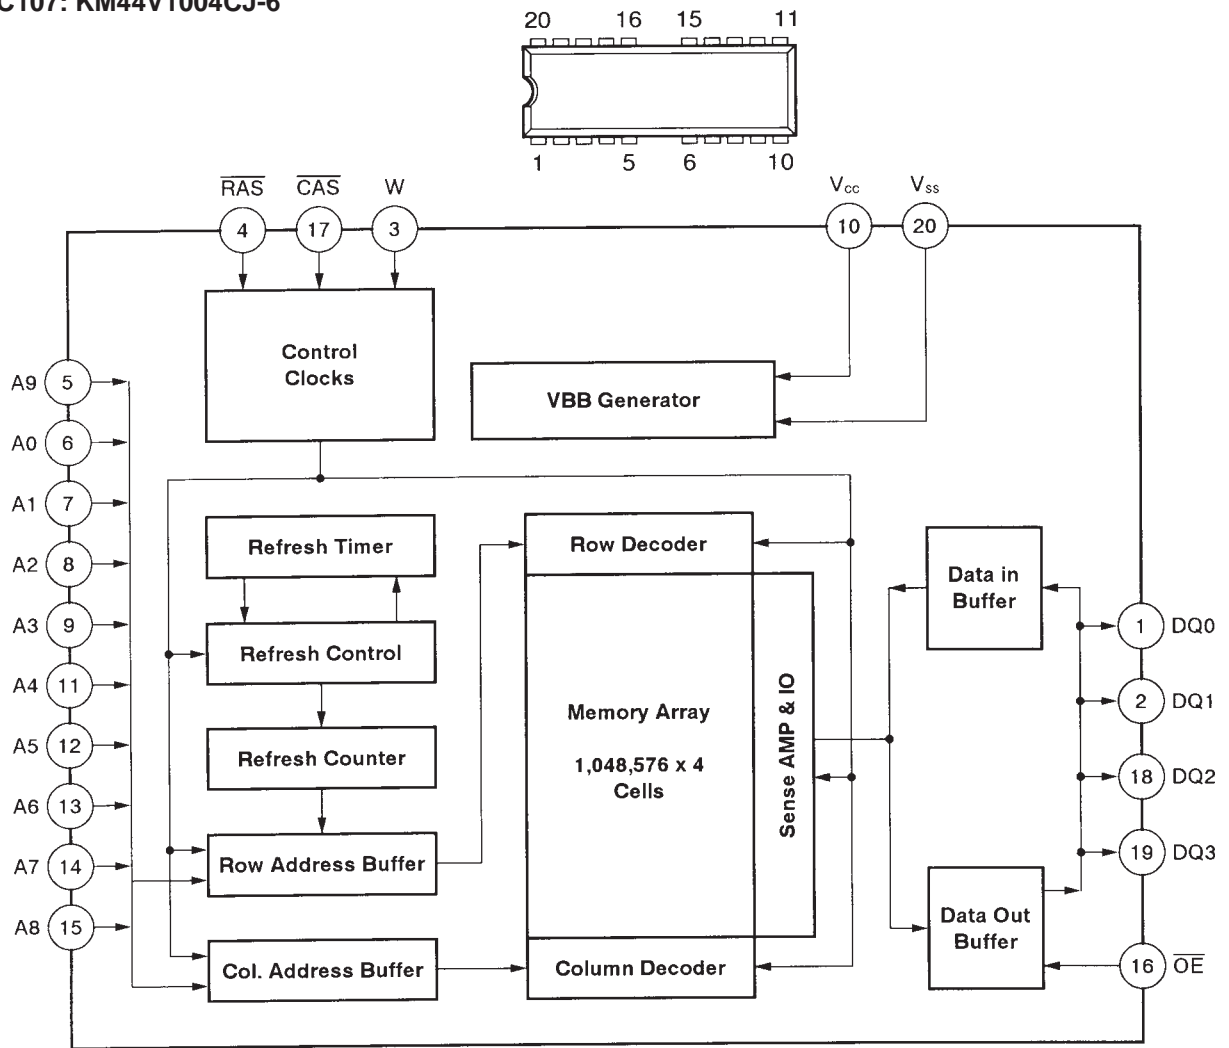 C107: KM44V1004CJ-6
20 16 15 11
1 5 6 10
RAS CAS W
4 17 3
Vcc Vss
10 20
Control
Clocks
VBB Generator
A9 5
A0 6
A1 7
A2 8
A3 9
A4 11
A5 12
A6 13
A7 14
A8 15
Refresh Timer
Refresh Control
Refresh Counter
Row Address Buffer
Col. Address Buffer
Row Decoder
Memory Array
1,048,576 x 4
Cells
Sense AMP & IO
Column Decoder
Data in
Buffer
Data Out
Buffer
1 DQ0
2 DQ1
18 DQ2
19 DQ3
16 OE